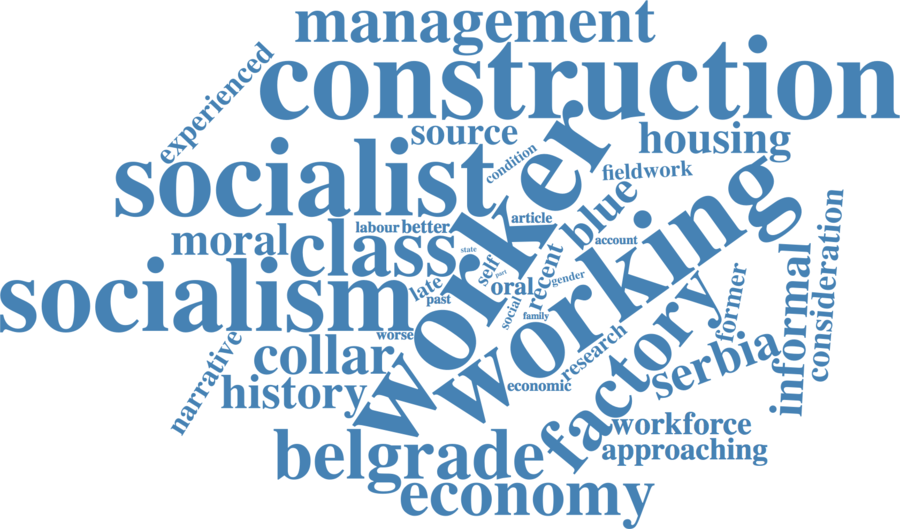 management
construction
experienced
source
housing
socialist
condition
worker
fieldwork
working
blue
article
labour
better
moral
class
account
consideration
state
self
part
recent
gender
informal
socialism
late
past
oral
social
family
former
factory
worse
narrative
collar
research
serbia
history
economic
workforce
belgrade
approaching
economy